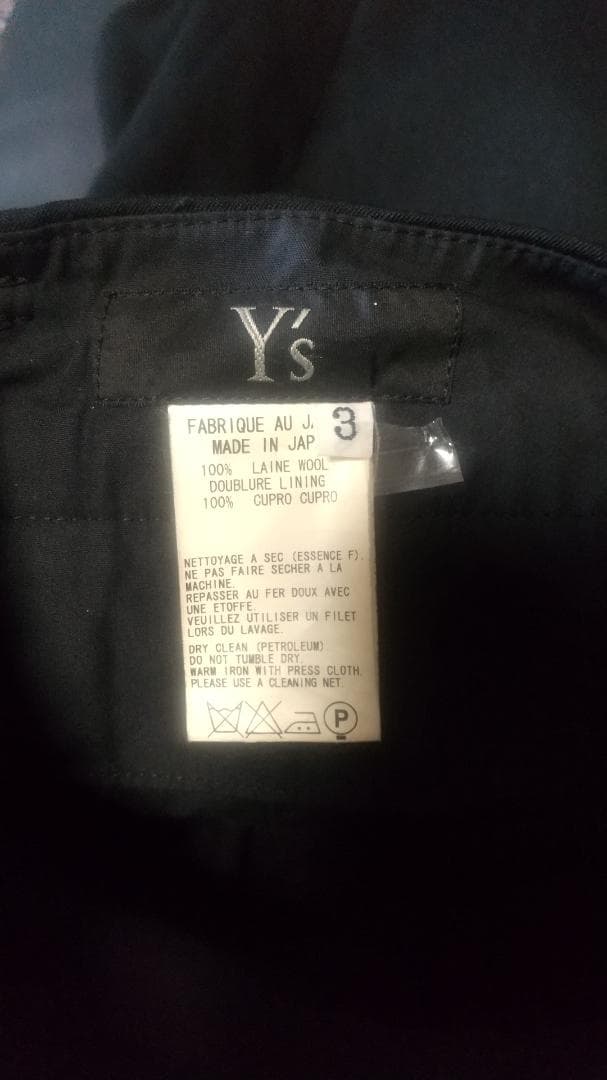 Y's
3
FABRIQUE AU J
MADE IN JAP
100% LAINE WOOL
DOUBLURE LINING
100% CUPRO CUPRO
NETTOYAGE A SEC (ESSENCE F).
NE PAS FAIRE SECHER A LA
MACHINE.
REPASSER AU FER DOUX AVEC
UNE ETOFFE.
VEUILLEZ UTILISER UN FILET
LORS DU LAVAGE.
DRY CLEAN (PETROLEUM)
DO NOT TUMBLE DRY.
WARM IRON WITH PRESS CLOTH.
PLEASE USE A CLEANING NET.
P